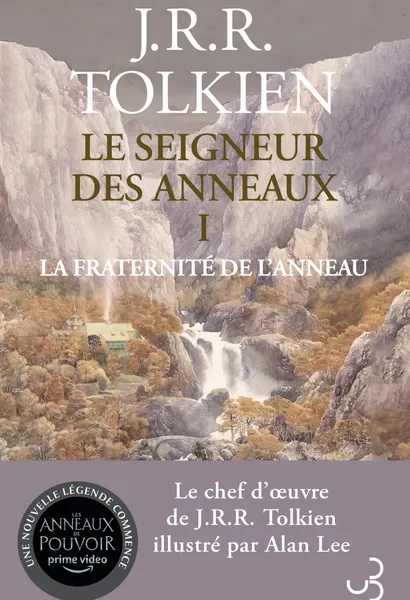 J.R.R.
TOLKIEN
LE SEIGNEUR
DES ANNEAUX
I
LA FRATERNITÉ DE L'ANNEAU
Le chef d'œuvre
de J.R.R. Tolkien
illustré par Alan Lee
UNE NOUVELLE LÉGENDE COMMENCE
LES
ANNEAUX
DE
POUVOIR
prime video